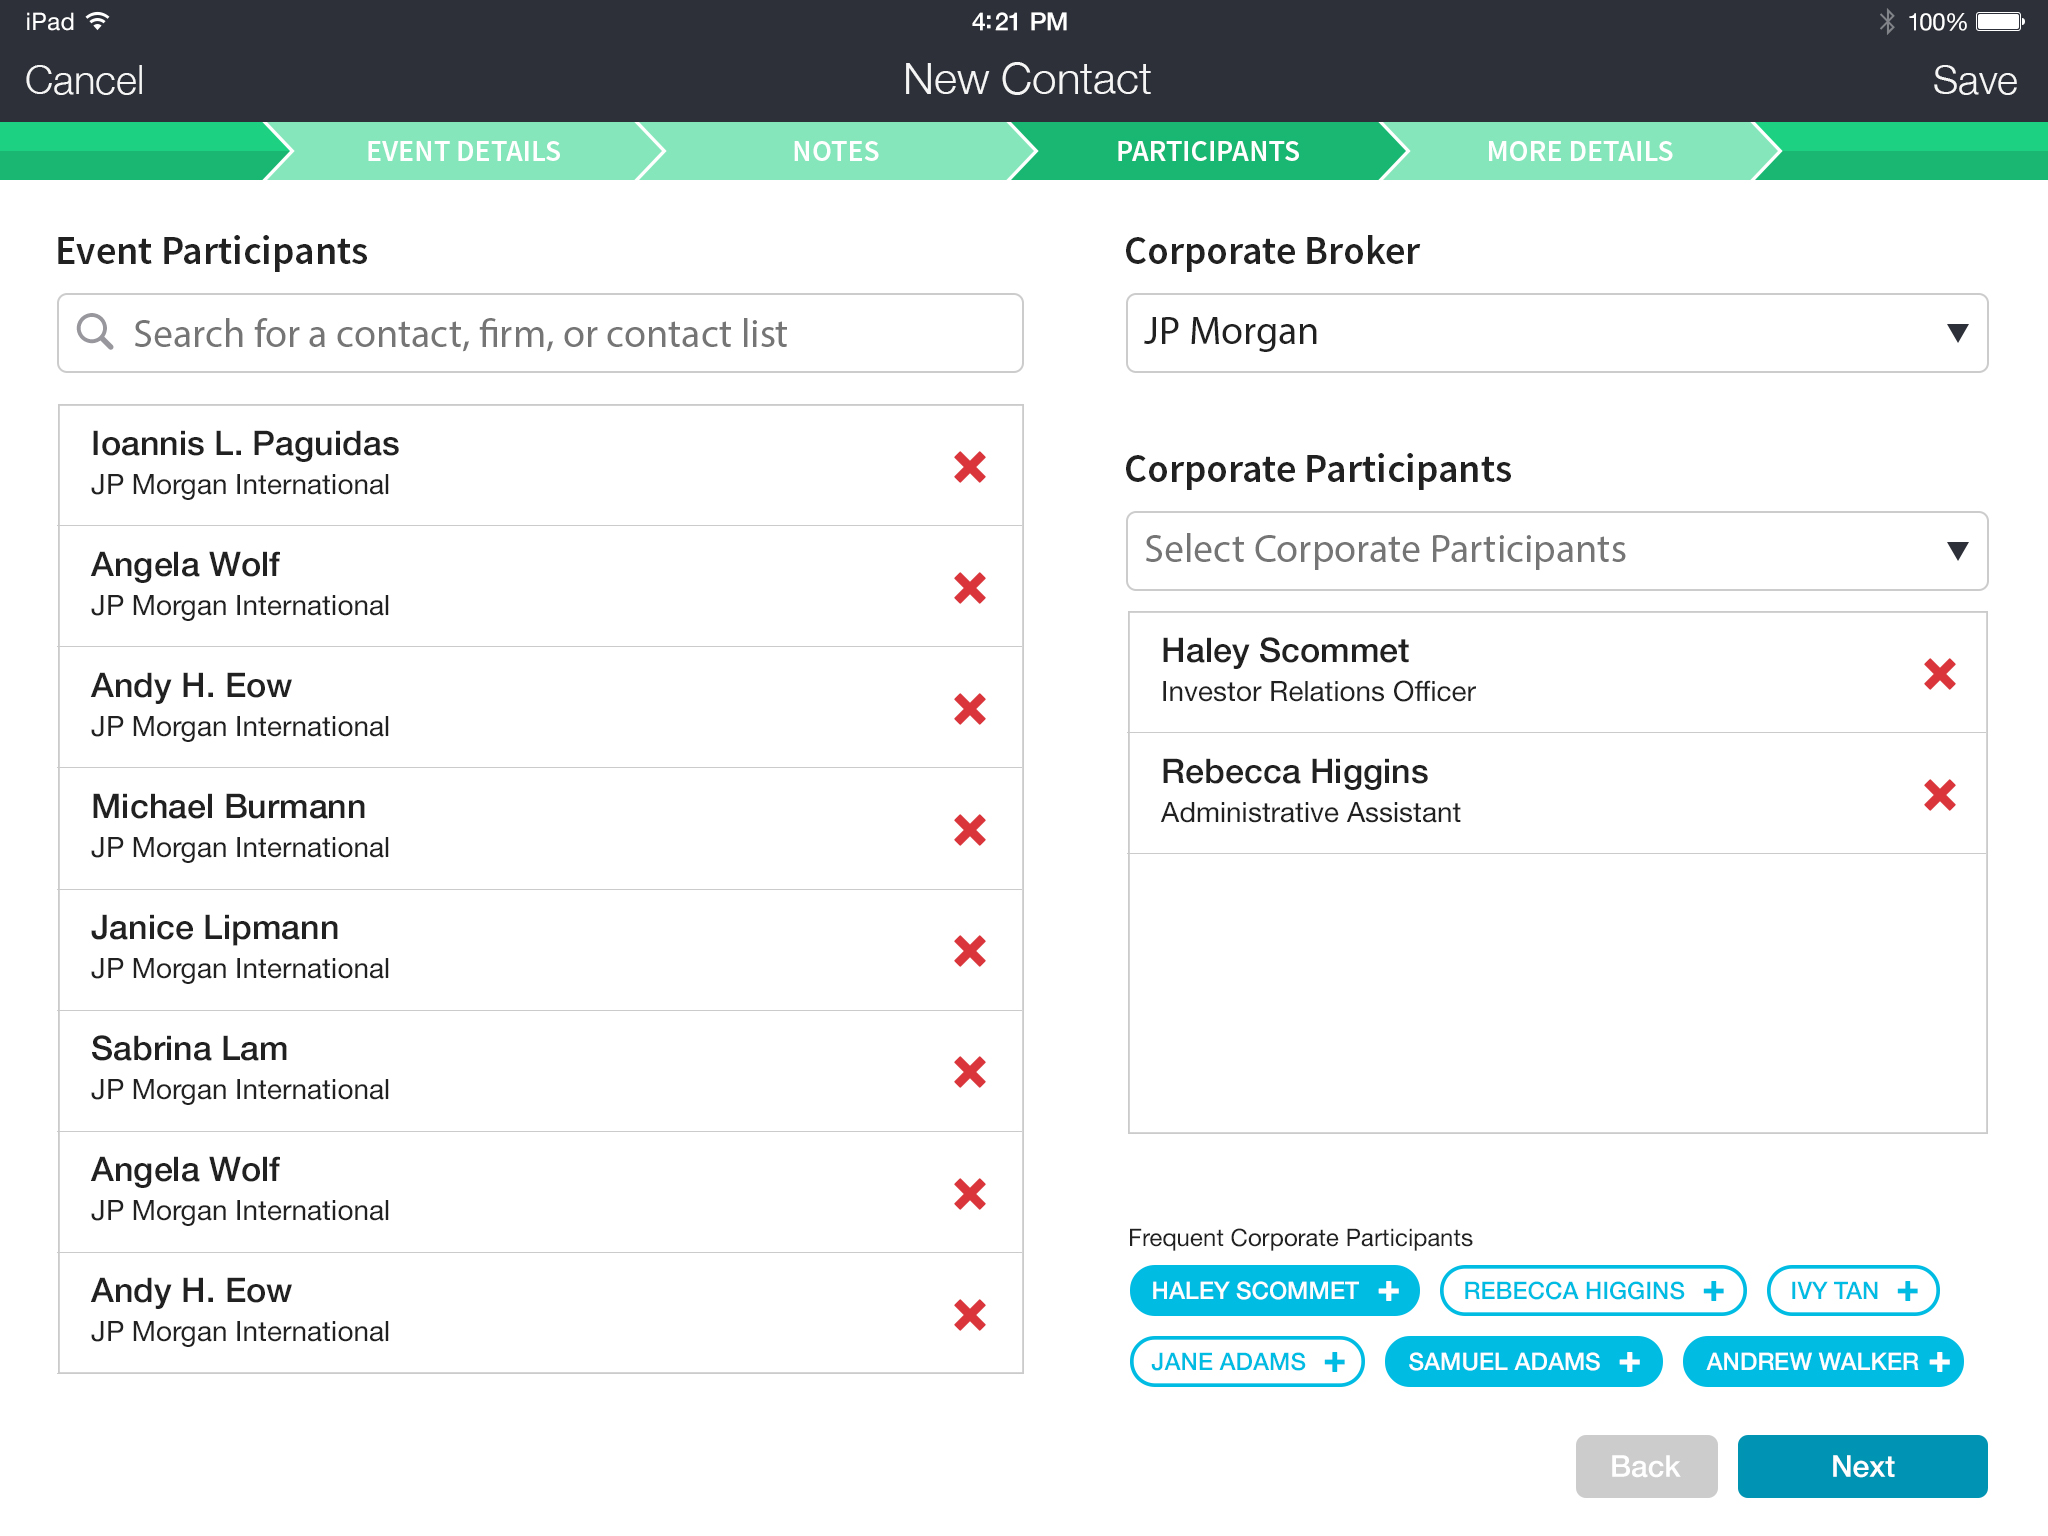 iPad
4:21 PM
100%
Cancel
New Contact
Save
EVENT DETAILS
NOTES
PARTICIPANTS
MORE DETAILS
Event Participants
Search for a contact, firm, or contact list
Ioannis L. Paguidas
JP Morgan International
Angela Wolf
JP Morgan International
Andy H. Eow
JP Morgan International
Michael Burmann
JP Morgan International
Janice Lipmann
JP Morgan International
Sabrina Lam
JP Morgan International
Angela Wolf
JP Morgan International
Andy H. Eow
JP Morgan International
Corporate Broker
JP Morgan
Corporate Participants
Select Corporate Participants
Haley Scommet
Investor Relations Officer
Rebecca Higgins
Administrative Assistant
Frequent Corporate Participants
HALEY SCOMMET +
REBECCA HIGGINS +
IVY TAN +
JANE ADAMS +
SAMUEL ADAMS +
ANDREW WALKER +
Back
Next